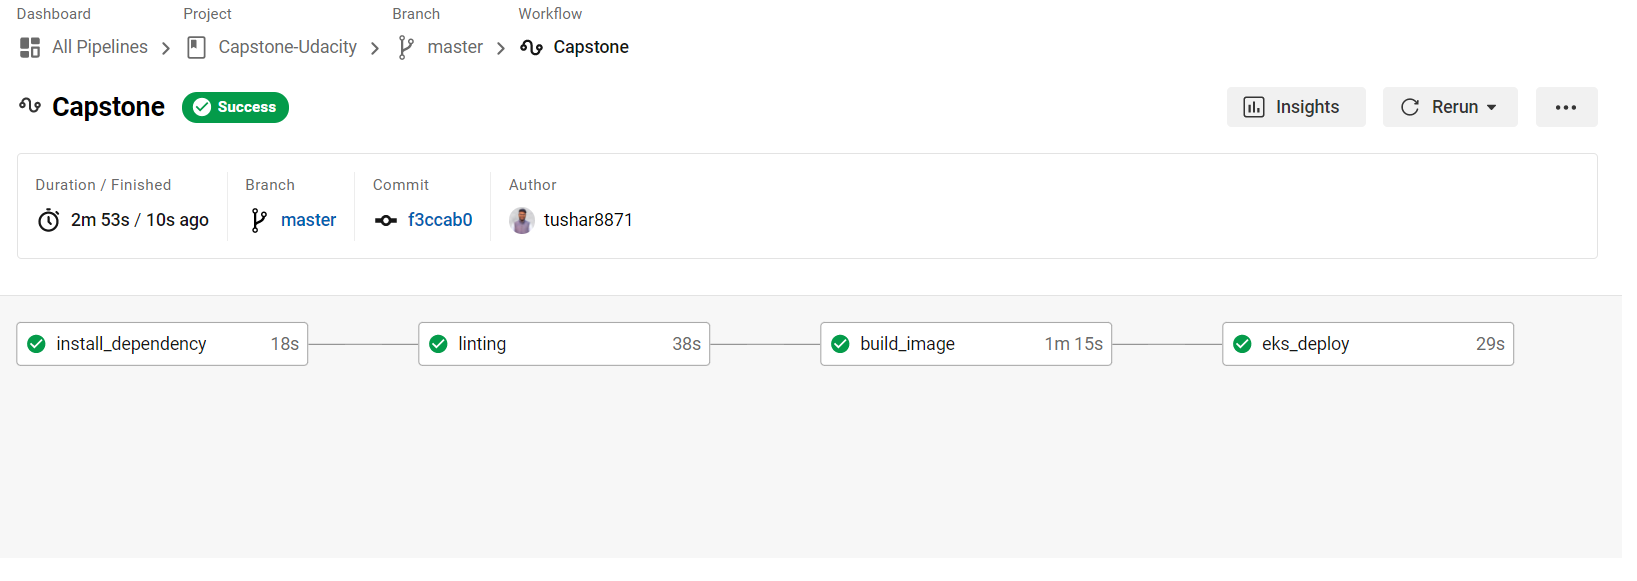 Dashboard Project Branch Workflow
All Pipelines Capstone-Udacity master Capstone
Capstone Success Insights Rerun
Duration / Finished Branch Commit Author
2m 53s / 10s ago master f3ccab0 tushar8871
install_dependency 18s linting 38s build_image 1m 15s eks_deploy 29s